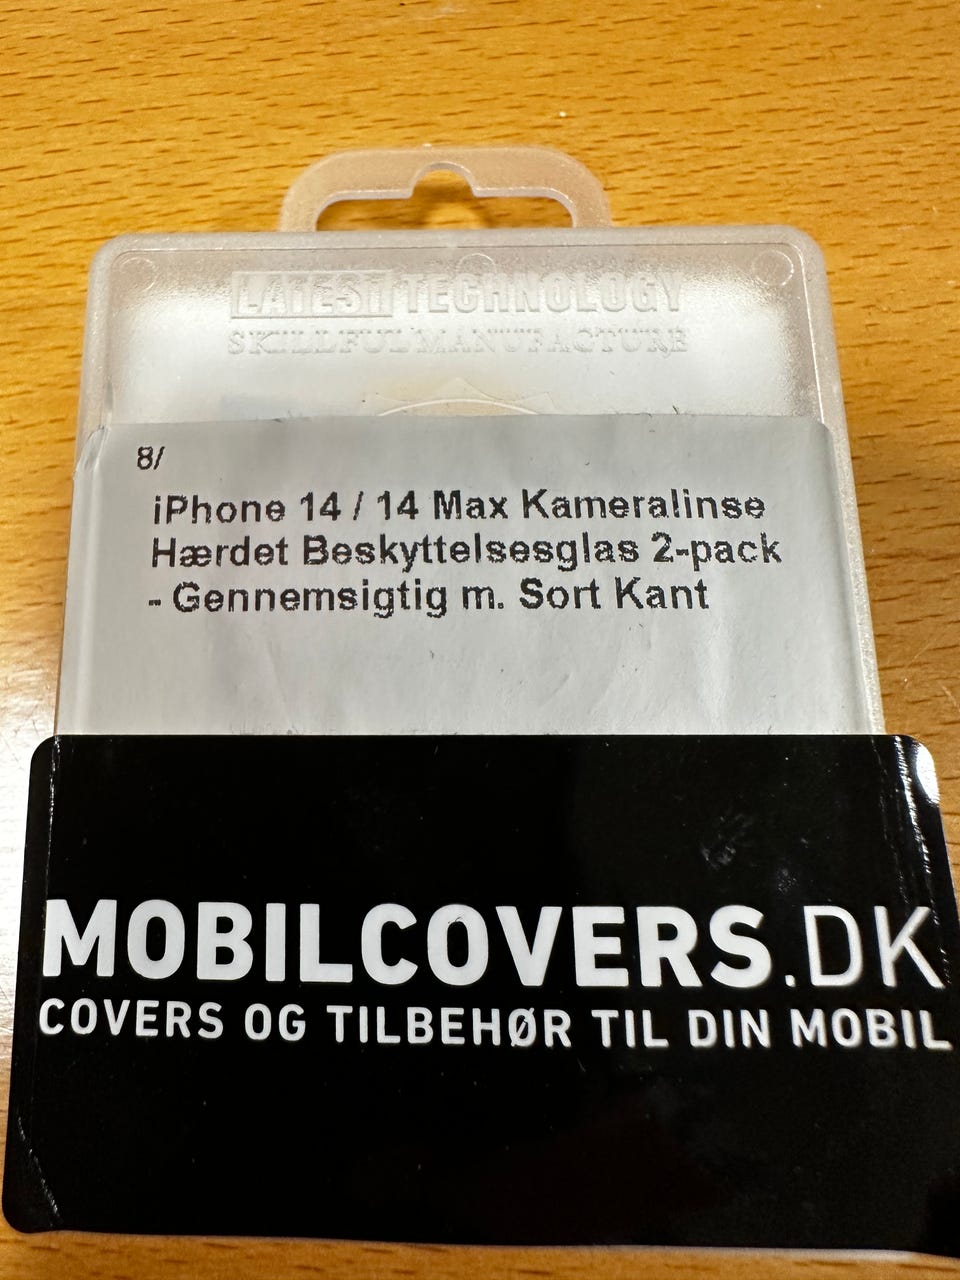 LATEST TECHNOLOGY
SKILLFUL MANUFACTURE
8/
iPhone 14 / 14 Max Kameralinse
Hærdet Beskyttelsesglas 2-pack
- Gennemsigtig m. Sort Kant
MOBILCOVERS.DK
COVERS OG TILBEHØR TIL DIN MOBIL